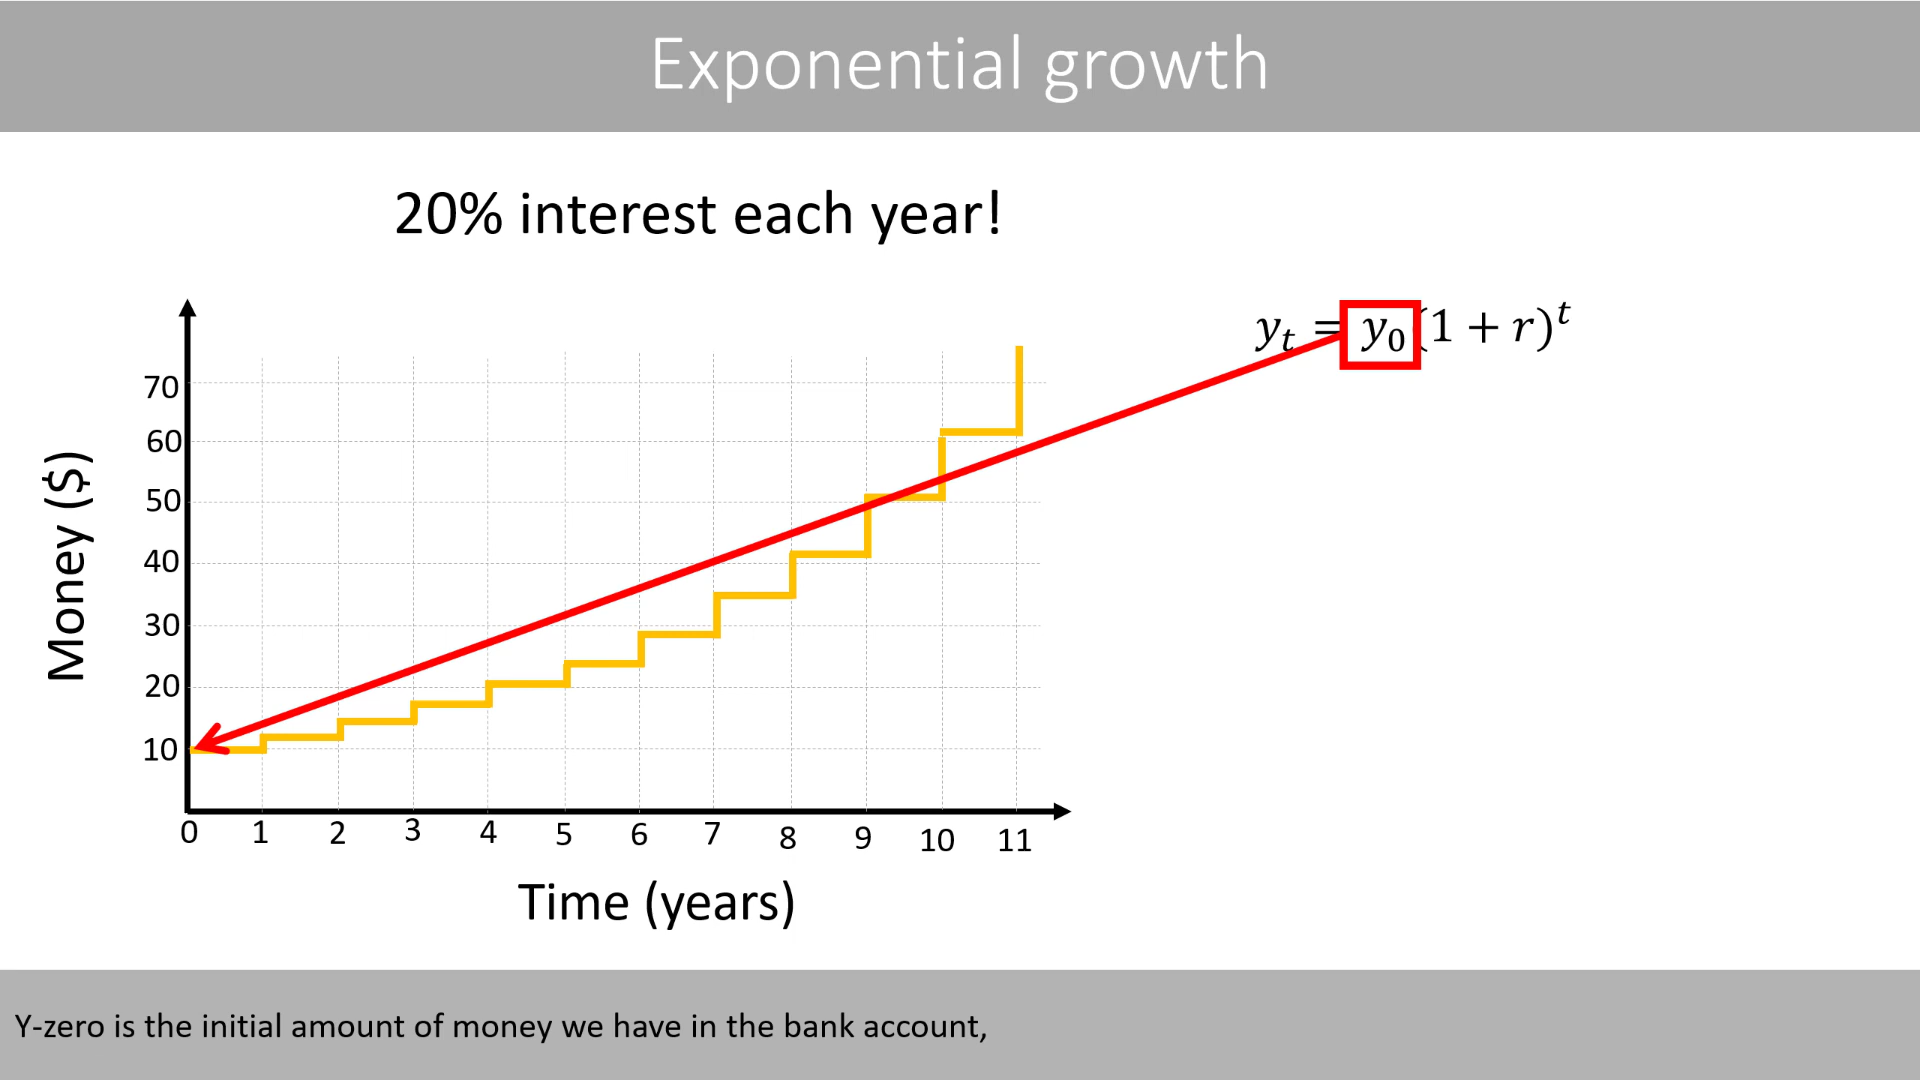 Exponential growth
20% interest each year!
yₜ = y₀(1 + r)ᵗ
70
60
50
40
30
20
10
Money ($)
0 1 2 3 4 5 6 7 8 9 10 11
Time (years)
Y-zero is the initial amount of money we have in the bank account,